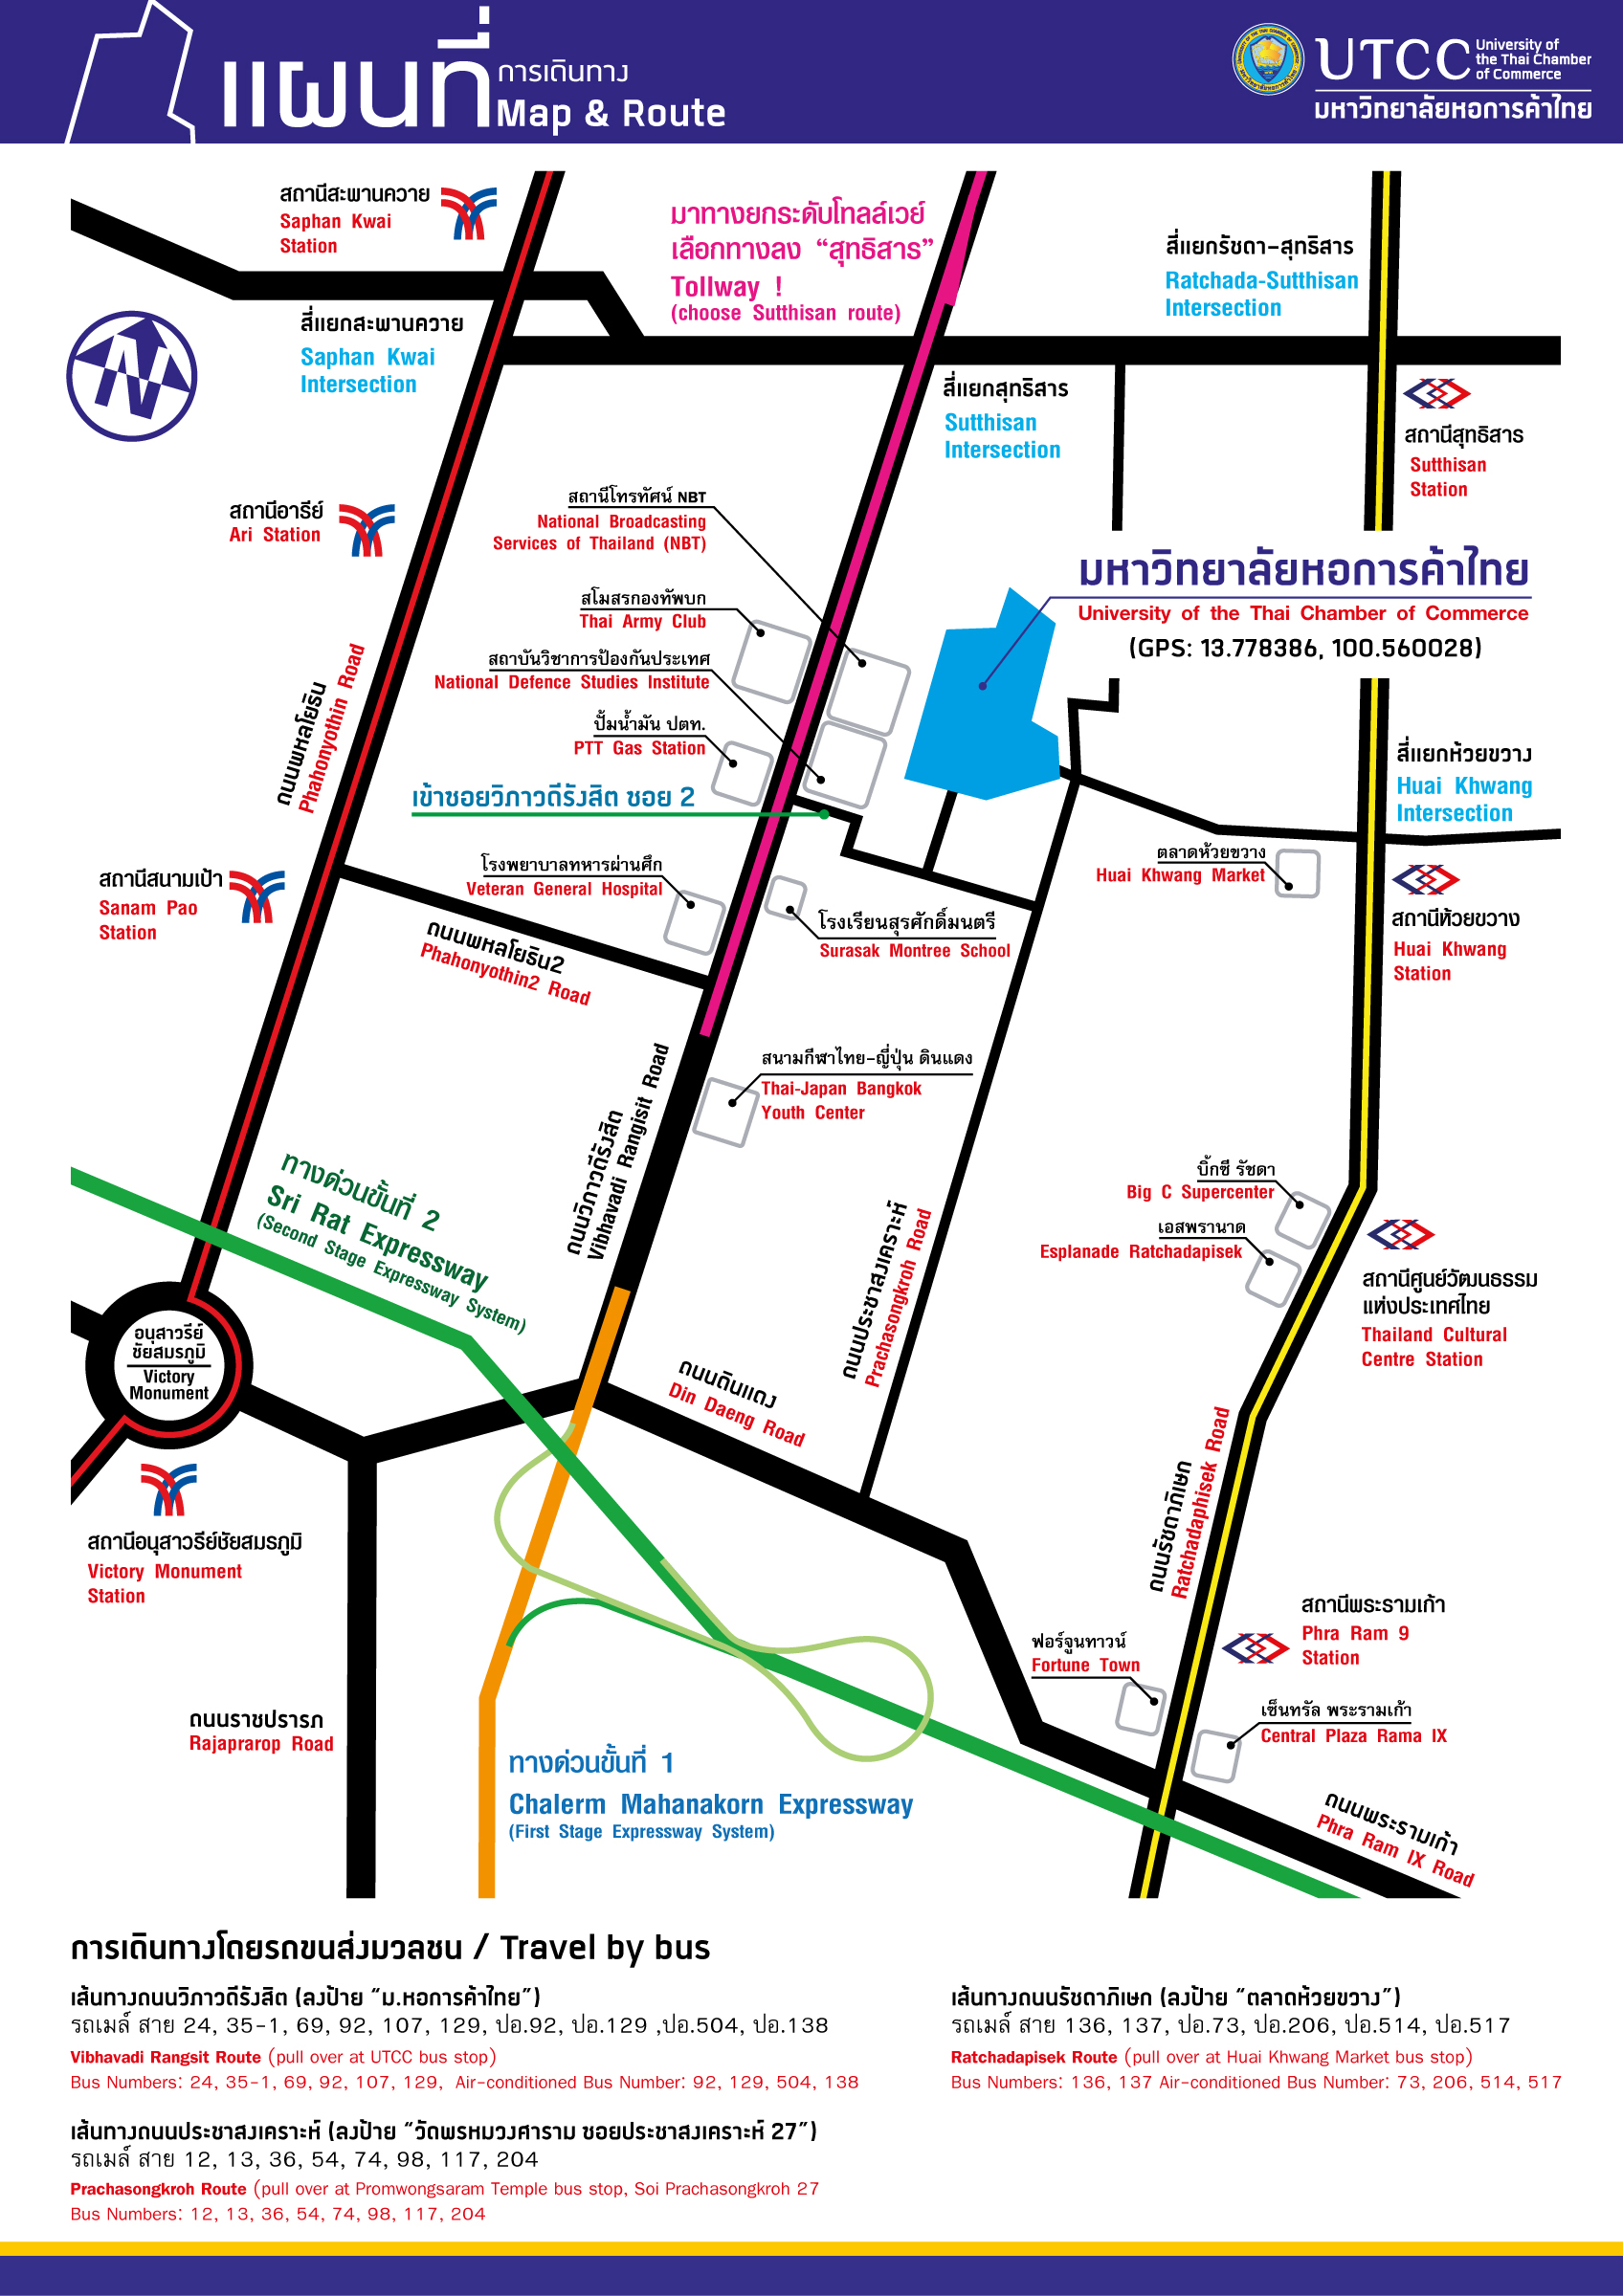 แผนที่
การเดินทาง
Map & Route
UTCC
University of
the Thai Chamber
of Commerce
มหาวิทยาลัยหอการค้าไทย
สถานีสะพานควาย
Saphan Kwai
Station
มาทางยกระดับโทลล์เวย์
เลือกทางลง “สุทธิสาร”
Tollway !
(choose Sutthisan route)
สี่แยกรัชดา-สุทธิสาร
Ratchada-Sutthisan
Intersection
สี่แยกสะพานควาย
Saphan Kwai
Intersection
N
สี่แยกสุทธิสาร
Sutthisan
Intersection
สถานีสุทธิสาร
Sutthisan
Station
สถานีอารีย์
Ari Station
สถานีโทรทัศน์ NBT
National Broadcasting
Services of Thailand (NBT)
มหาวิทยาลัยหอการค้าไทย
University of the Thai Chamber of Commerce
(GPS: 13.778386, 100.560028)
สโมสรกองทัพบก
Thai Army Club
สถาบันวิชาการป้องกันประเทศ
National Defence Studies Institute
ปั้มน้ำมัน ปตท.
PTT Gas Station
ถนนพหลโยธิน
Phahonyothin Road
เข้าซอยวิภาวดีรังสิต ซอย 2
สี่แยกห้วยขวาง
Huai Khwang
Intersection
ตลาดห้วยขวาง
Huai Khwang Market
โรงพยาบาลทหารผ่านศึก
Veteran General Hospital
สถานีสนามเป้า
Sanam Pao
Station
โรงเรียนสุรศักดิ์มนตรี
Surasak Montree School
สถานีห้วยขวาง
Huai Khwang
Station
ถนนพหลโยธิน2
Phahonyothin2 Road
สนามกีฬาไทย-ญี่ปุ่น ดินแดง
Thai-Japan Bangkok
Youth Center
ถนนวิภาวดีรังสิต
Vibhavadi Rangisit Road
ทางด่วนขั้นที่ 2
Sri Rat Expressway
(Second Stage Expressway System)
บิ้กซี รัชดา
Big C Supercenter
เอสพรานาด
Esplanade Ratchadapisek
ถนนประชาสงเคราะห์
Prachasongkroh Road
สถานีศูนย์วัฒนธรรม
แห่งประเทศไทย
Thailand Cultural
Centre Station
อนุสาวรีย์
ชัยสมรภูมิ
Victory
Monument
ถนนดินแดง
Din Daeng Road
ถนนรัชดาภิเษก
Ratchadaphisek Road
สถานีอนุสาวรีย์ชัยสมรภูมิ
Victory Monument
Station
สถานีพระรามเก้า
Phra Ram 9
Station
ฟอร์จูนทาวน์
Fortune Town
เซ็นทรัล พระรามเก้า
Central Plaza Rama IX
ถนนราชปรารภ
Rajaprarop Road
ทางด่วนขั้นที่ 1
Chalerm Mahanakorn Expressway
(First Stage Expressway System)
ถนนพระรามเก้า
Phra Ram IX Road
การเดินทางโดยรถขนส่งมวลชน / Travel by bus
เส้นทางถนนวิภาวดีรังสิต (ลงป้าย “ม.หอการค้าไทย”)
รถเมล์ สาย 24, 35-1, 69, 92, 107, 129, ปอ.92, ปอ.129 ,ปอ.504, ปอ.138
Vibhavadi Rangsit Route (pull over at UTCC bus stop)
Bus Numbers: 24, 35-1, 69, 92, 107, 129, Air-conditioned Bus Number: 92, 129, 504, 138
เส้นทางถนนรัชดาภิเษก (ลงป้าย “ตลาดห้วยขวาง”)
รถเมล์ สาย 136, 137, ปอ.73, ปอ.206, ปอ.514, ปอ.517
Ratchadapisek Route (pull over at Huai Khwang Market bus stop)
Bus Numbers: 136, 137 Air-conditioned Bus Number: 73, 206, 514, 517
เส้นทางถนนประชาสงเคราะห์ (ลงป้าย “วัดพรหมวงศาราม ซอยประชาสงเคราะห์ 27”)
รถเมล์ สาย 12, 13, 36, 54, 74, 98, 117, 204
Prachasongkroh Route (pull over at Promwongsaram Temple bus stop, Soi Prachasongkroh 27
Bus Numbers: 12, 13, 36, 54, 74, 98, 117, 204